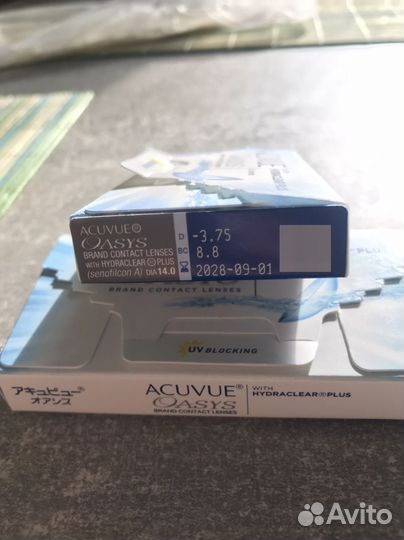 ACUVUE®
OASYS
BRAND CONTACT LENSES
WITH HYDRACLEAR® PLUS
(senofilcon A) DIA 14.0
D -3.75
BC 8.8
2028-09-01
PLUS
BRAND CONTACT LENSES
UV BLOCKING
アキュビュー®
オアシス
ACUVUE®
OASYS
BRAND CONTACT LENSES
WITH
HYDRACLEAR®PLUS
Avito